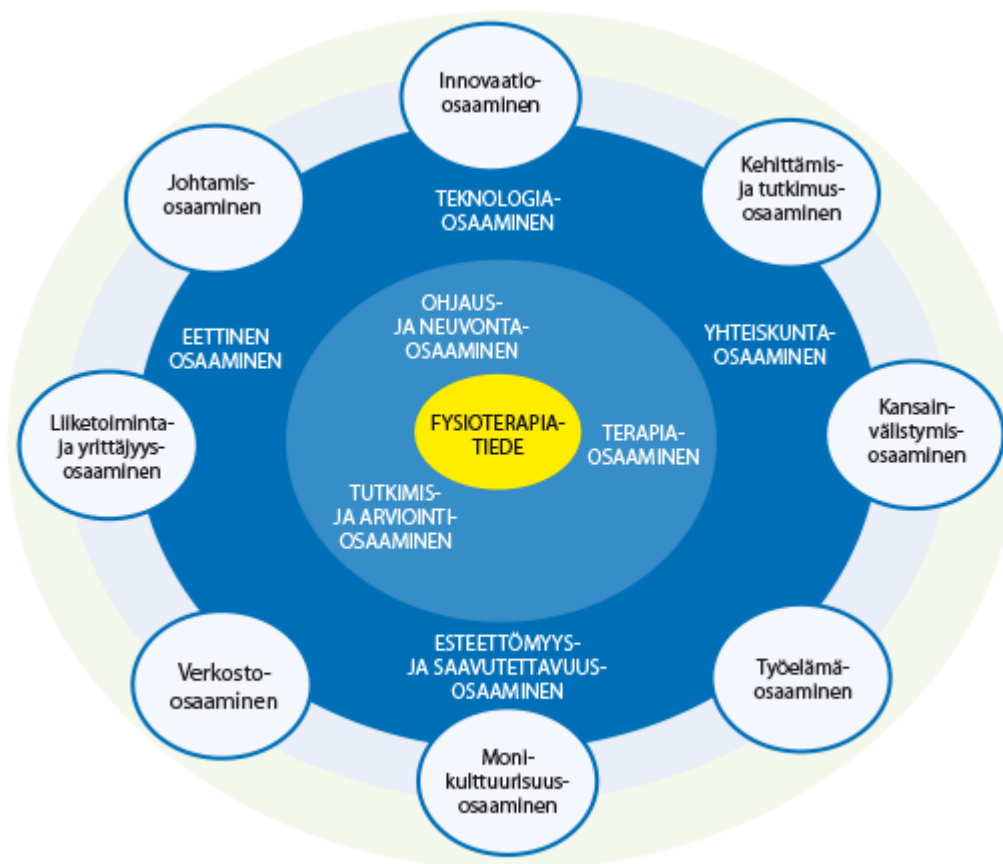 Innovaatio-
osaaminen
Johtamis-
osaaminen
Kehittämis-
ja tutkimus-
osaaminen
TEKNOLOGIA-
OSAAMINEN
OHJAUS-
JA NEUVONTA-
OSAAMINEN
EETTINEN
OSAAMINEN
YHTEISKUNTA-
OSAAMINEN
Liiketoiminta-
ja yrittäjyys-
osaaminen
FYSIOTERAPIA-
TIEDE
TERAPIA-
OSAAMINEN
Kansain-
välistymis-
osaaminen
TUTKIMIS-
JA ARVIOINTI-
OSAAMINEN
ESTEETTÖMYYS-
JA SAAVUTETTAVUUS-
OSAAMINEN
Verkosto-
osaaminen
Työelämä-
osaaminen
Moni-
kulttuurisuus-
osaaminen